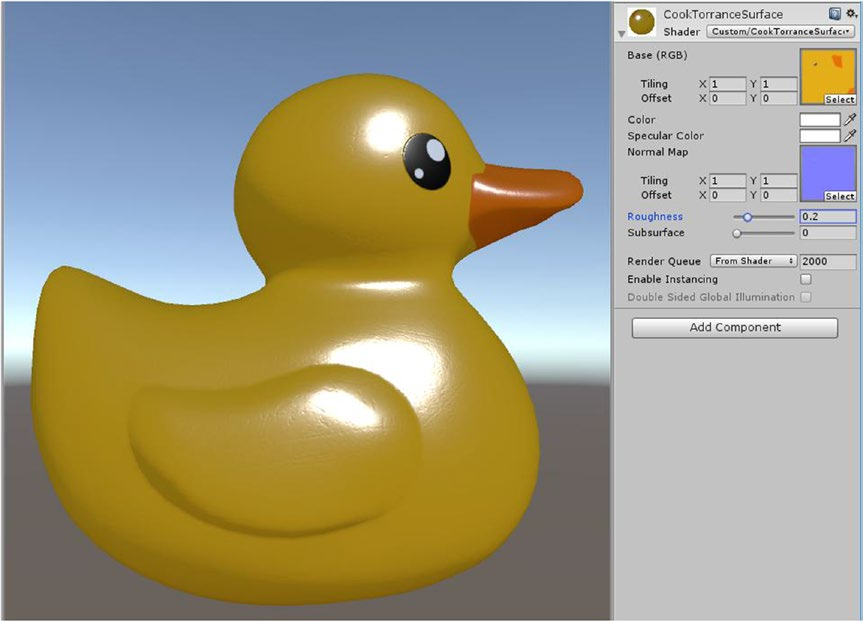 CookTorranceSurface
Shader Custom/CookTorranceSurfac
Base (RGB)
Tiling X 1 Y 1
Offset X 0 Y 0
Select
Color
Specular Color
Normal Map
Tiling X 1 Y 1
Offset X 0 Y 0
Select
Roughness 0.2
Subsurface 0
Render Queue From Shader 2000
Enable Instancing
Double Sided Global Illumination
Add Component